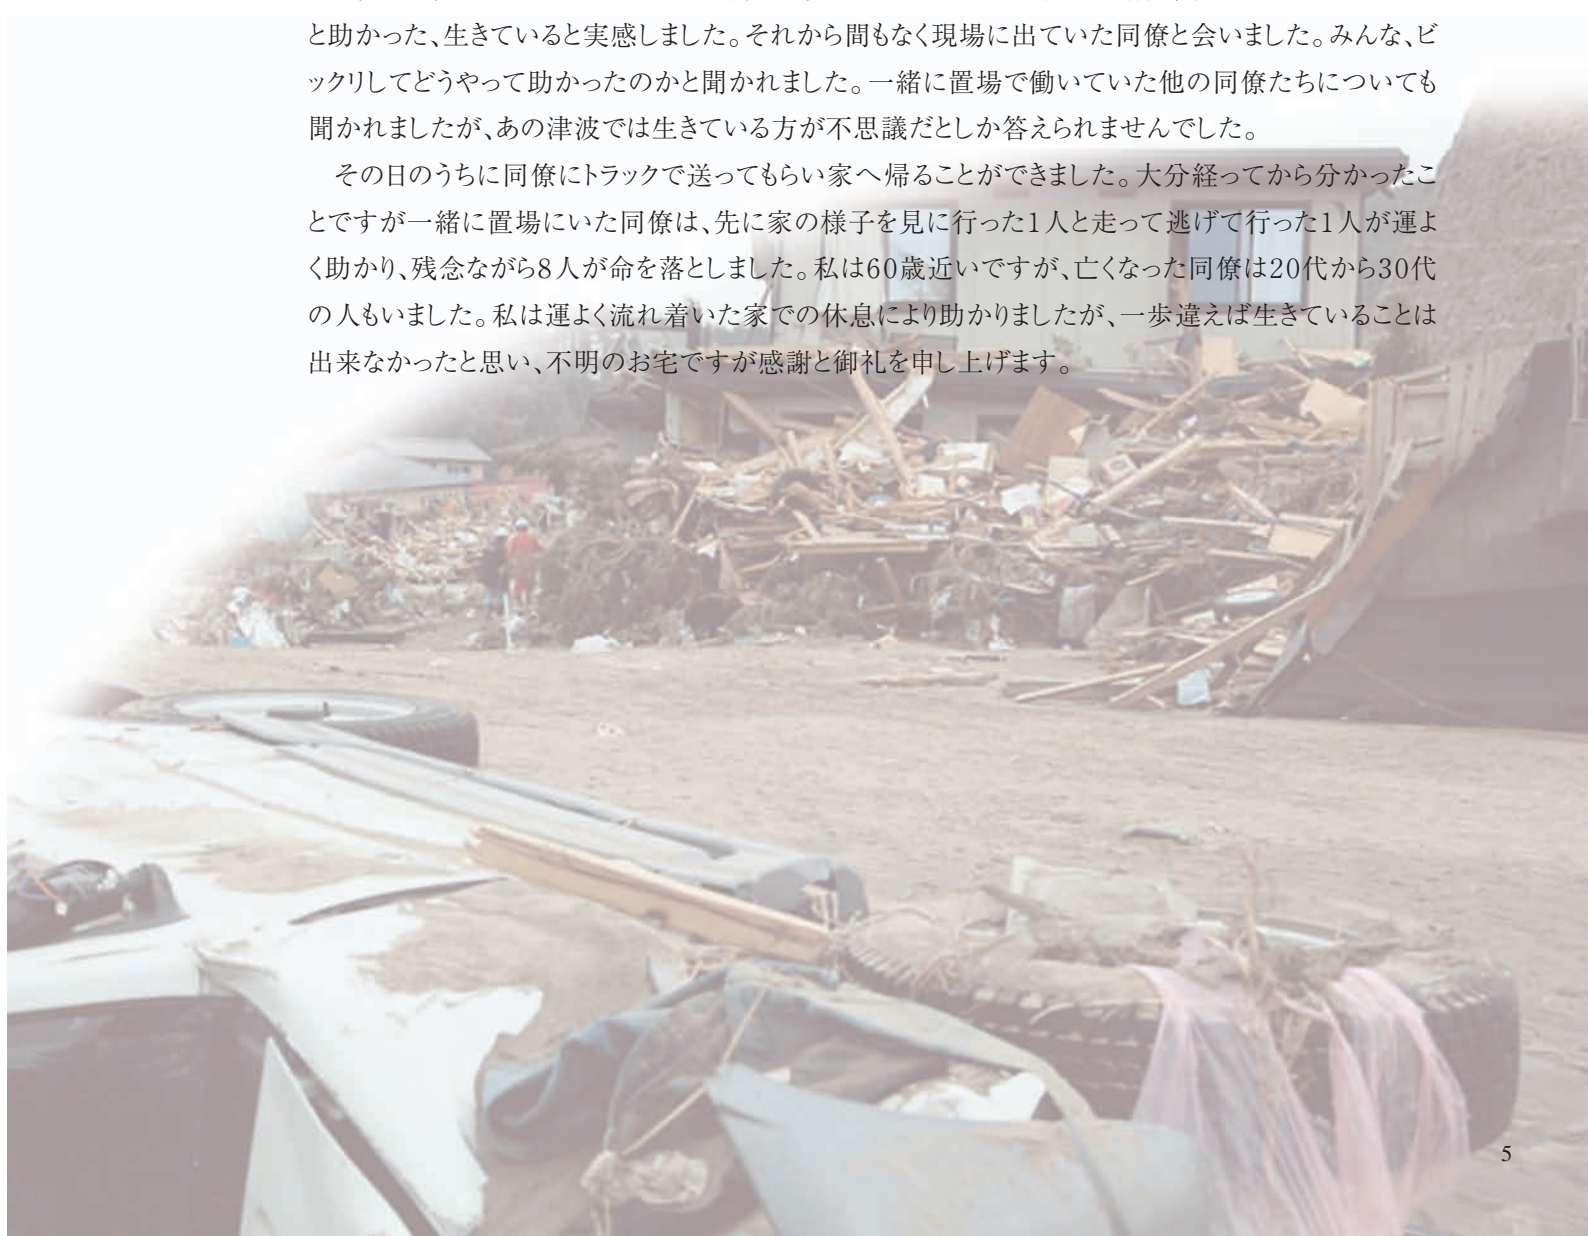 と助かった、生きていると実感しました。それから間もなく現場に出ていた同僚と会いました。みんな、ビ
ックリしてどうやって助かったのかと聞かれました。一緒に置場で働いていた他の同僚たちについても
聞かれましたが、あの津波では生きている方が不思議だとしか答えられませんでした。
　その日のうちに同僚にトラックで送ってもらい家へ帰ることができました。大分経ってから分かったこ
とですが一緒に置場にいた同僚は、先に家の様子を見に行った1人と走って逃げて行った1人が運よ
く助かり、残念ながら8人が命を落としました。私は60歳近いですが、亡くなった同僚は20代から30代
の人もいました。私は運よく流れ着いた家での休息により助かりましたが、一歩違えば生きていることは
出来なかったと思い、不明のお宅ですが感謝と御礼を申し上げます。
5